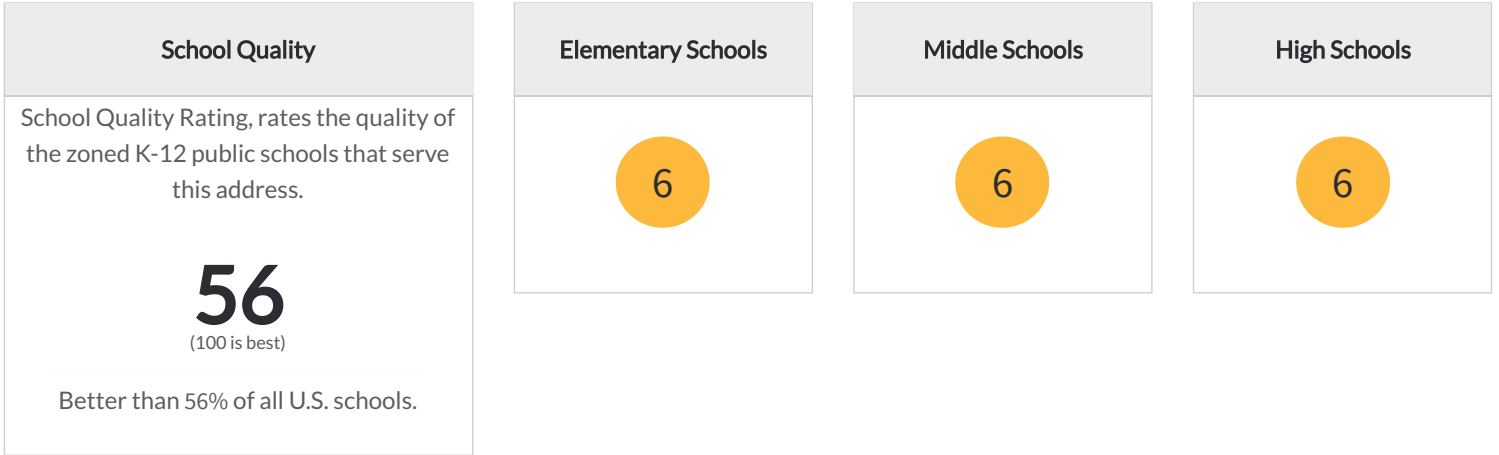 School Quality
School Quality Rating, rates the quality of
the zoned K-12 public schools that serve
this address.
56
(100 is best)
Better than 56% of all U.S. schools.
Elementary Schools
6
Middle Schools
6
High Schools
6